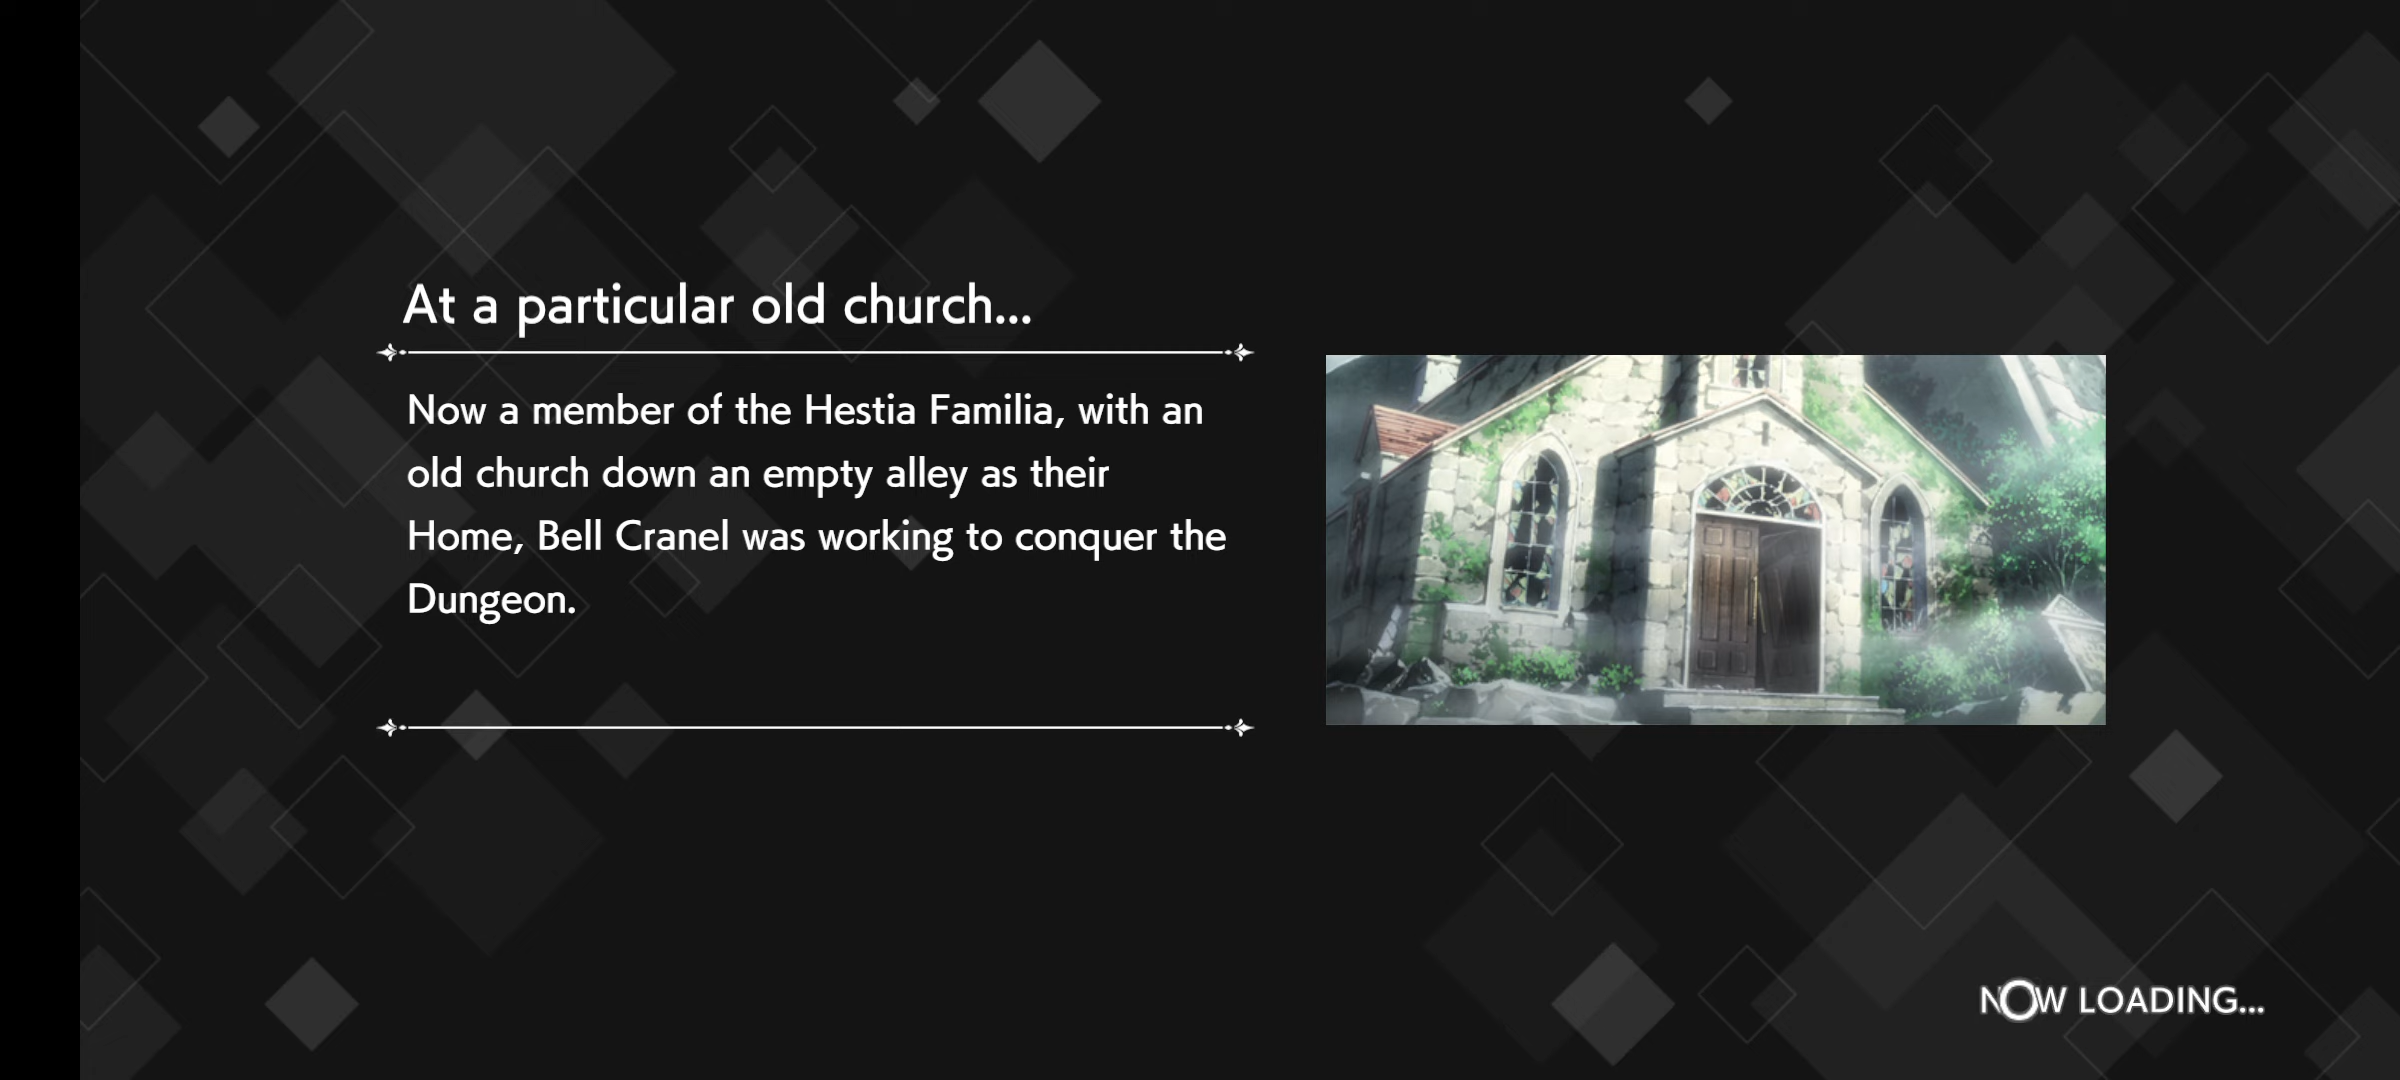 At a particular old church...
Now a member of the Hestia Familia, with an
old church down an empty alley as their
Home, Bell Cranel was working to conquer the
Dungeon.
NOW LOADING...